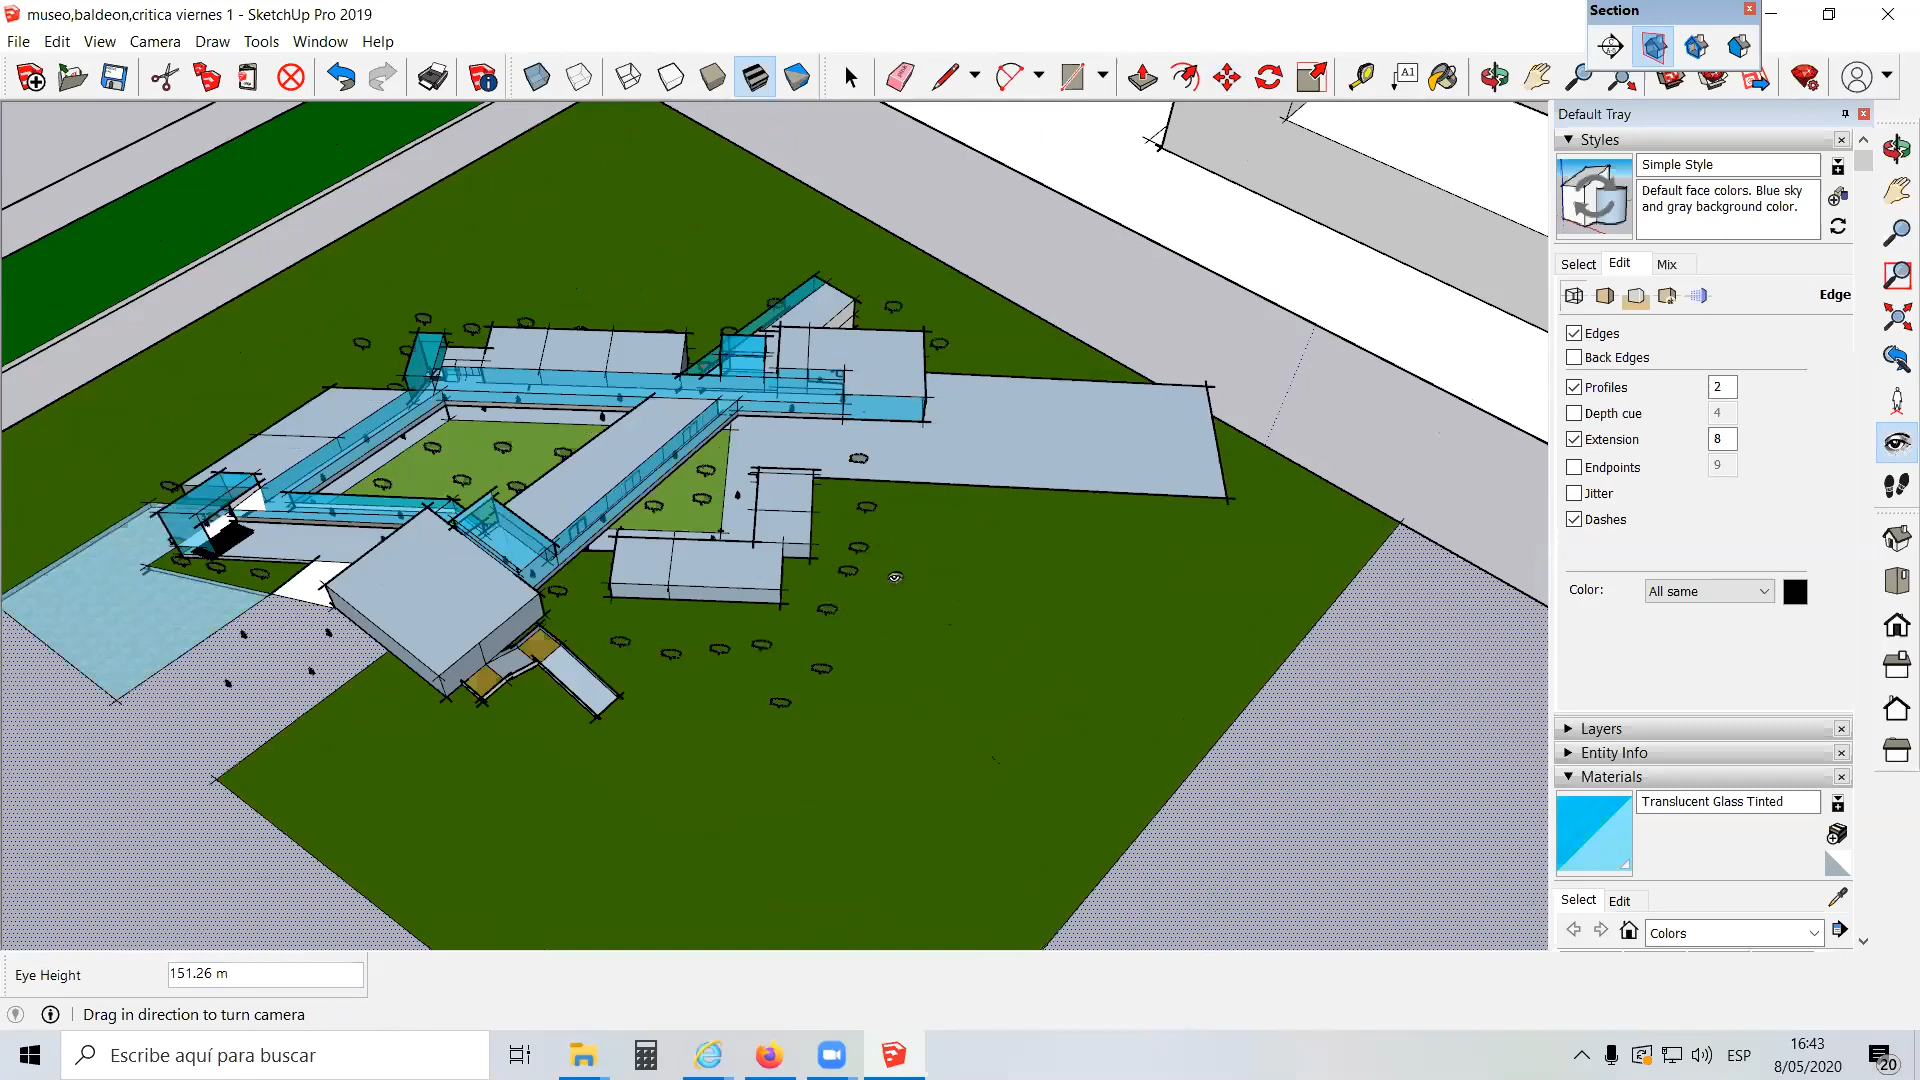 museo,baldeon,critica viernes 1 - SketchUp Pro 2019
Section
File Edit View Camera Draw Tools Window Help
A1
Default Tray
Styles
Simple Style
Default face colors. Blue sky
and gray background color.
Select Edit Mix
Edge
Edges
Back Edges
Profiles 2
Depth cue 4
Extension 8
Endpoints 9
Jitter
Dashes
Color: All same
Layers
Entity Info
Materials
Translucent Glass Tinted
Select Edit
Colors
Eye Height 151.26 m
Drag in direction to turn camera
Escribe aquí para buscar
ESP
16:43
8/05/2020
20